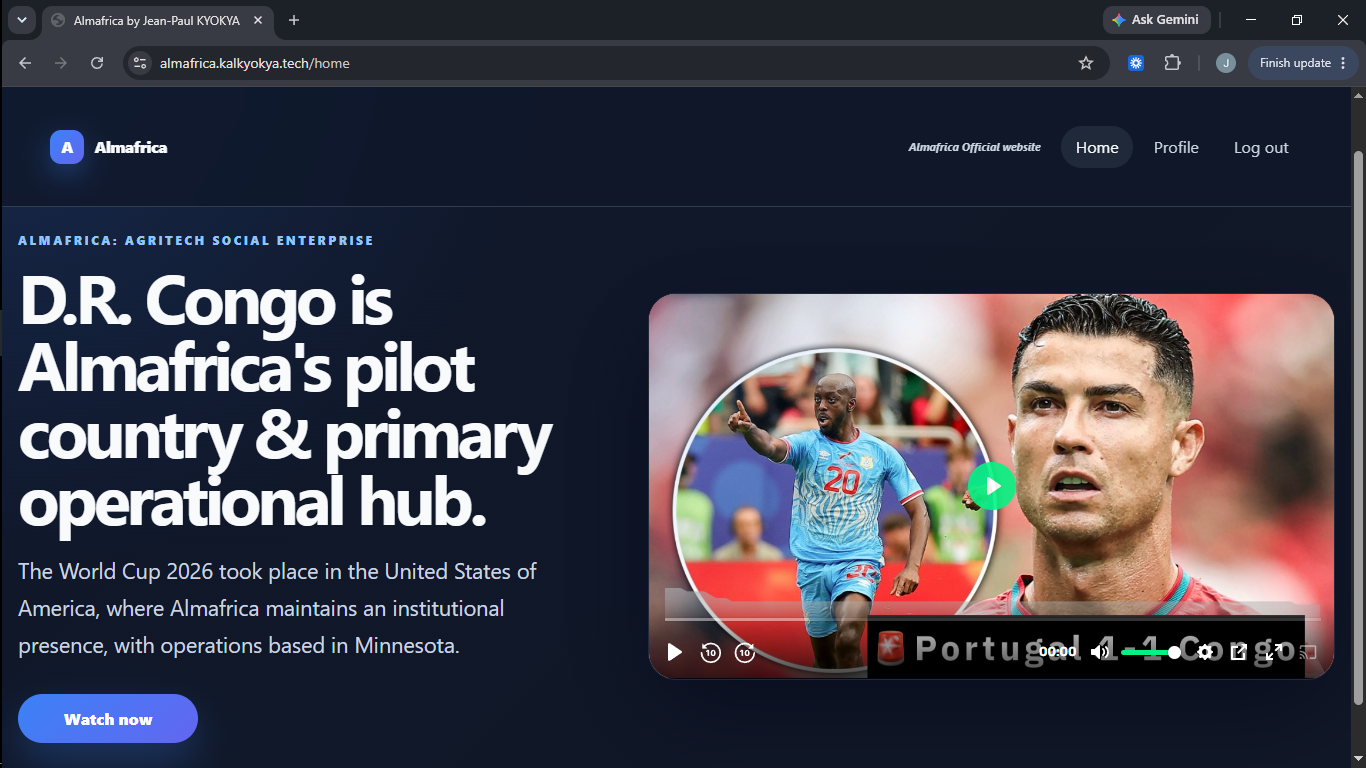 Almafrica by Jean-Paul KYOKYA
Ask Gemini
almafrica.kalkyokya.tech/home
J
Finish update
A
Almafrica
Almafrica Official website
Home
Profile
Log out
ALMAFRICA: AGRITECH SOCIAL ENTERPRISE
D.R. Congo is
Almafrica's pilot
country & primary
operational hub.
The World Cup 2026 took place in the United States of
America, where Almafrica maintains an institutional
presence, with operations based in Minnesota.
Watch now
20
20
10
10
🚨 Portugal 1-1 Congo
00:00